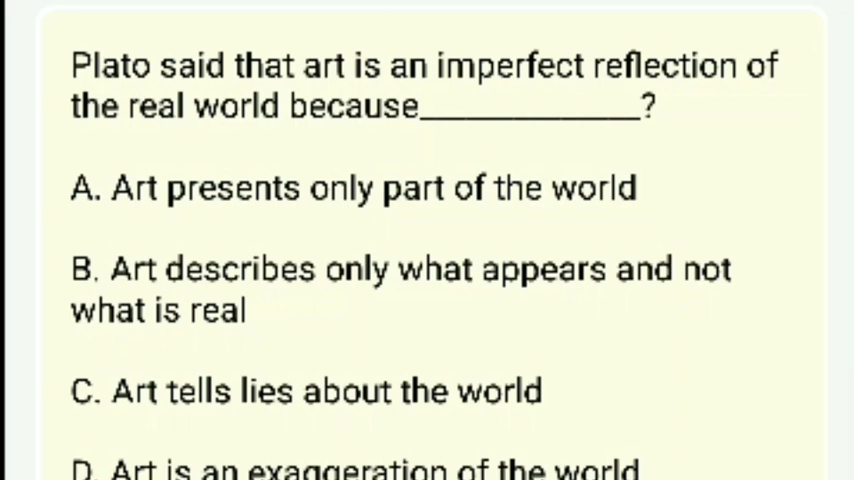 Plato said that art is an imperfect reflection of
the real world because____________?
A. Art presents only part of the world
B. Art describes only what appears and not
what is real
C. Art tells lies about the world
D. Art is an exaggeration of the world